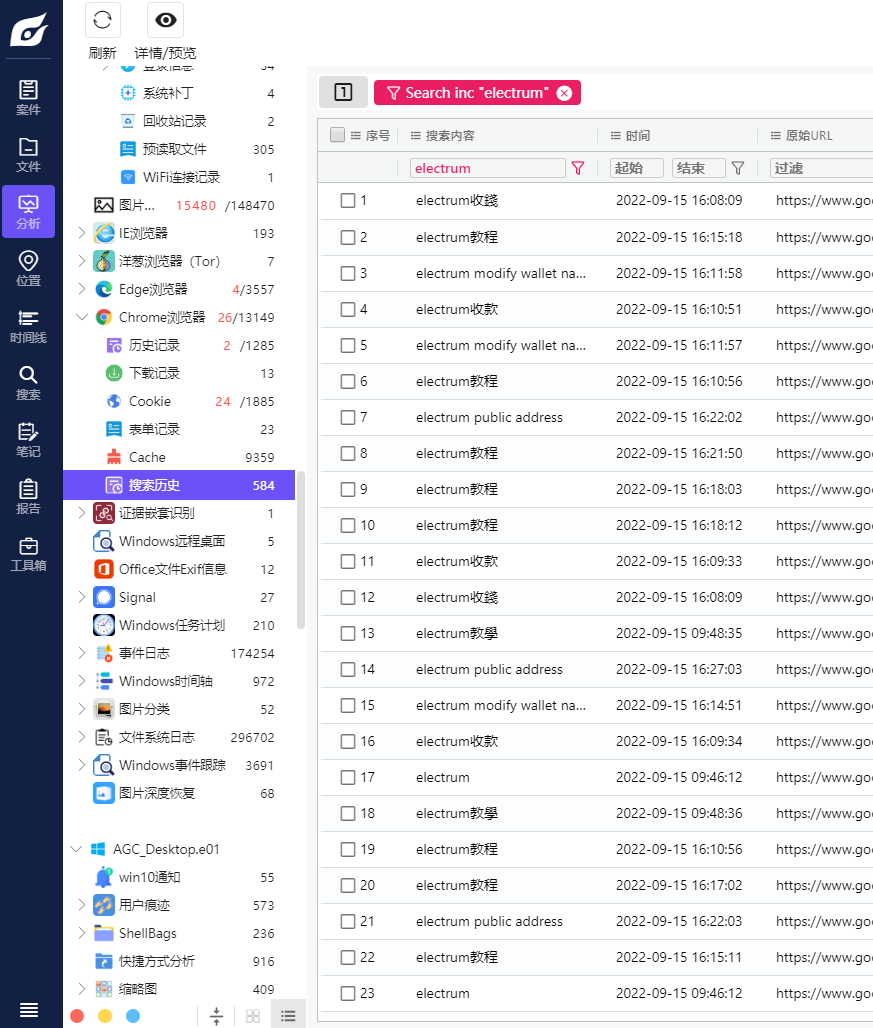 刷新 详情/预览
案件
文件
分析
位置
时间线
搜索
笔记
报告
工具箱
登录信息 54
系统补丁 4
回收站记录 2
预读取文件 305
WiFi连接记录 1
图片... 15480 /148470
IE浏览器 193
洋葱浏览器（Tor） 7
Edge浏览器 4/3557
Chrome浏览器 26/13149
历史记录 2 /1285
下载记录 13
Cookie 24 /1885
表单记录 23
Cache 9359
搜索历史 584
证据嵌套识别 1
Windows远程桌面 5
Office文件Exif信息 12
Signal 27
Windows任务计划 210
事件日志 174254
Windows时间轴 972
图片分类 52
文件系统日志 296702
Windows事件跟踪 3691
图片深度恢复 68
AGC_Desktop.e01
win10通知 55
用户痕迹 573
ShellBags 236
快捷方式分析 916
缩略图 409
1 Search inc "electrum"
序号 搜索内容 时间 原始URL
electrum 起始 结束 过滤
1 electrum收錢 2022-09-15 16:08:09 https://www.goo
2 electrum教程 2022-09-15 16:15:18 https://www.goo
3 electrum modify wallet na... 2022-09-15 16:11:58 https://www.goo
4 electrum收款 2022-09-15 16:10:51 https://www.goo
5 electrum modify wallet na... 2022-09-15 16:11:57 https://www.goo
6 electrum教程 2022-09-15 16:10:56 https://www.goo
7 electrum public address 2022-09-15 16:22:02 https://www.goo
8 electrum教程 2022-09-15 16:21:50 https://www.goo
9 electrum教程 2022-09-15 16:18:03 https://www.goo
10 electrum教程 2022-09-15 16:18:12 https://www.goo
11 electrum收款 2022-09-15 16:09:33 https://www.goo
12 electrum收錢 2022-09-15 16:08:09 https://www.goo
13 electrum教學 2022-09-15 09:48:35 https://www.goo
14 electrum public address 2022-09-15 16:27:03 https://www.goo
15 electrum modify wallet na... 2022-09-15 16:14:51 https://www.goo
16 electrum收款 2022-09-15 16:09:34 https://www.goo
17 electrum 2022-09-15 09:46:12 https://www.goo
18 electrum教學 2022-09-15 09:48:36 https://www.goo
19 electrum教程 2022-09-15 16:10:56 https://www.goo
20 electrum教程 2022-09-15 16:17:02 https://www.goo
21 electrum public address 2022-09-15 16:22:03 https://www.goo
22 electrum教程 2022-09-15 16:15:11 https://www.goo
23 electrum 2022-09-15 09:46:12 https://www.goo